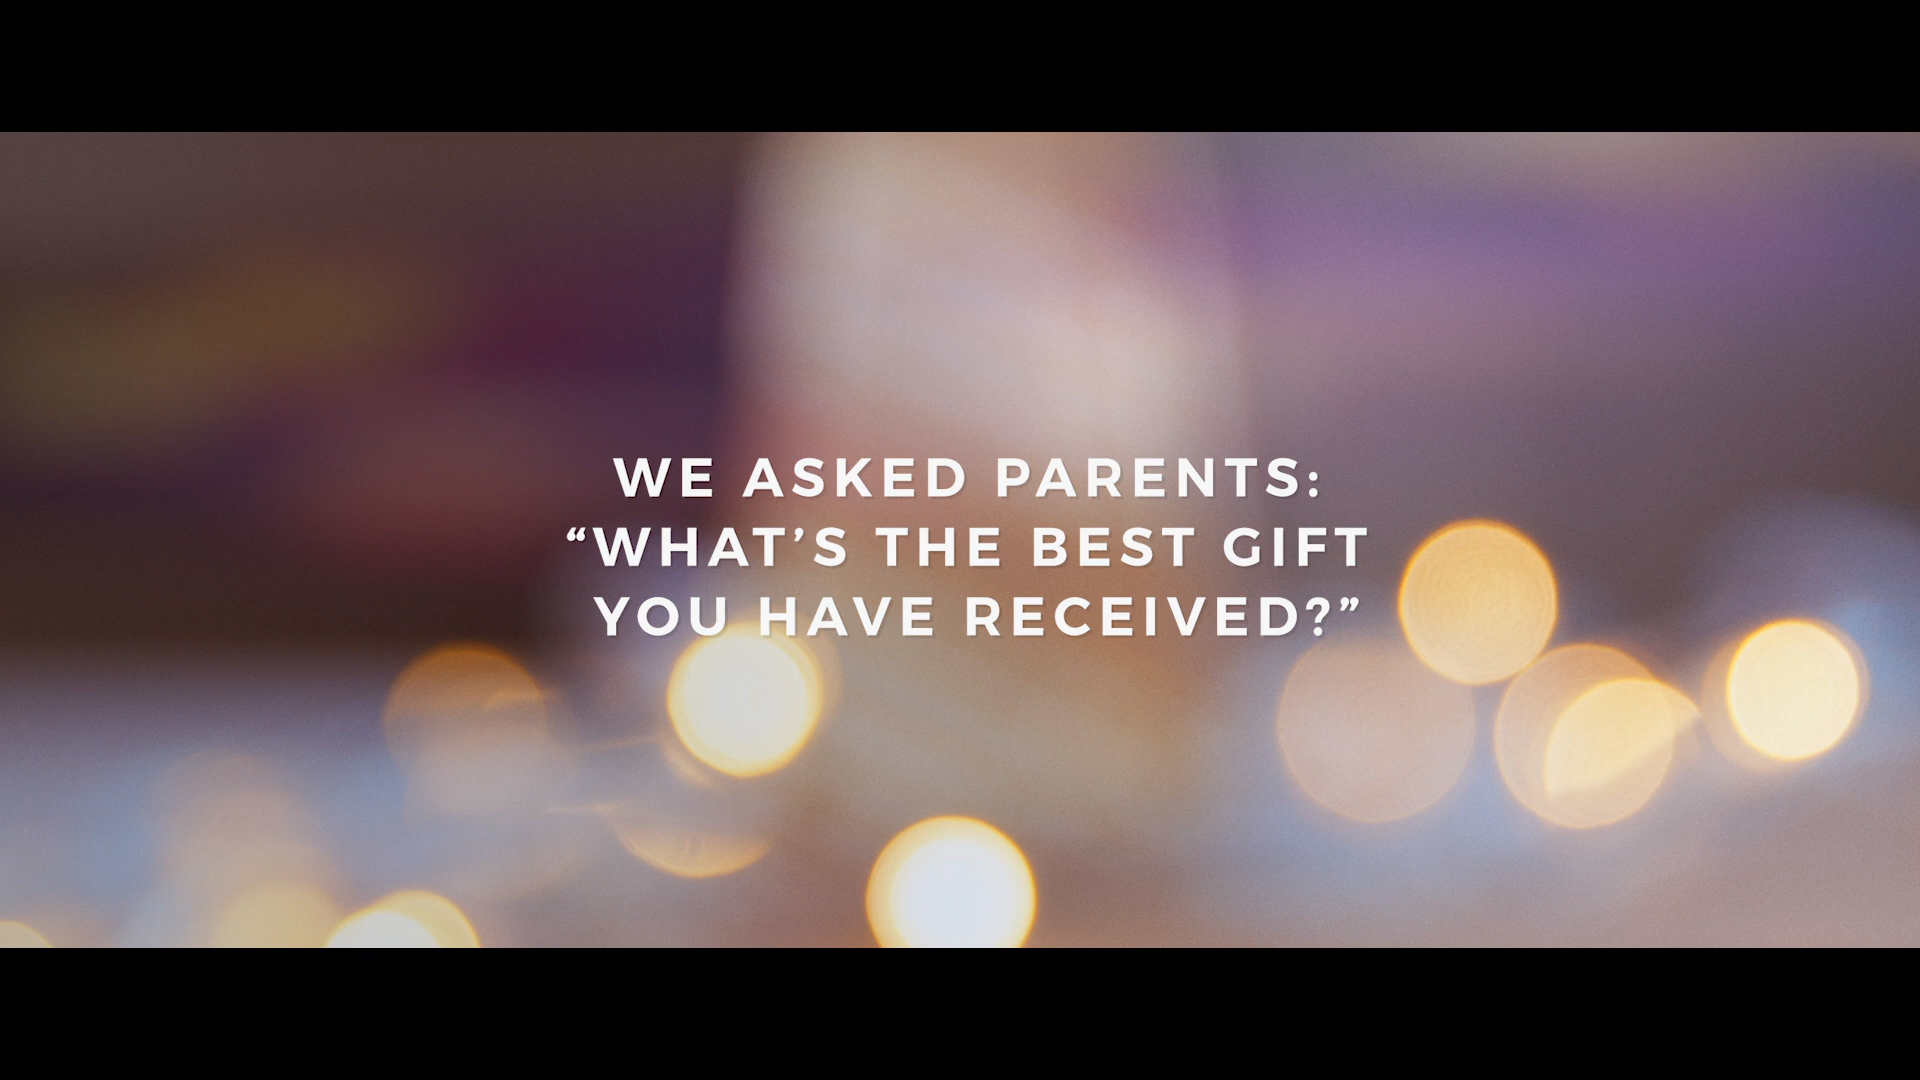 WE ASKED PARENTS:
“WHAT’S THE BEST GIFT
YOU HAVE RECEIVED?”